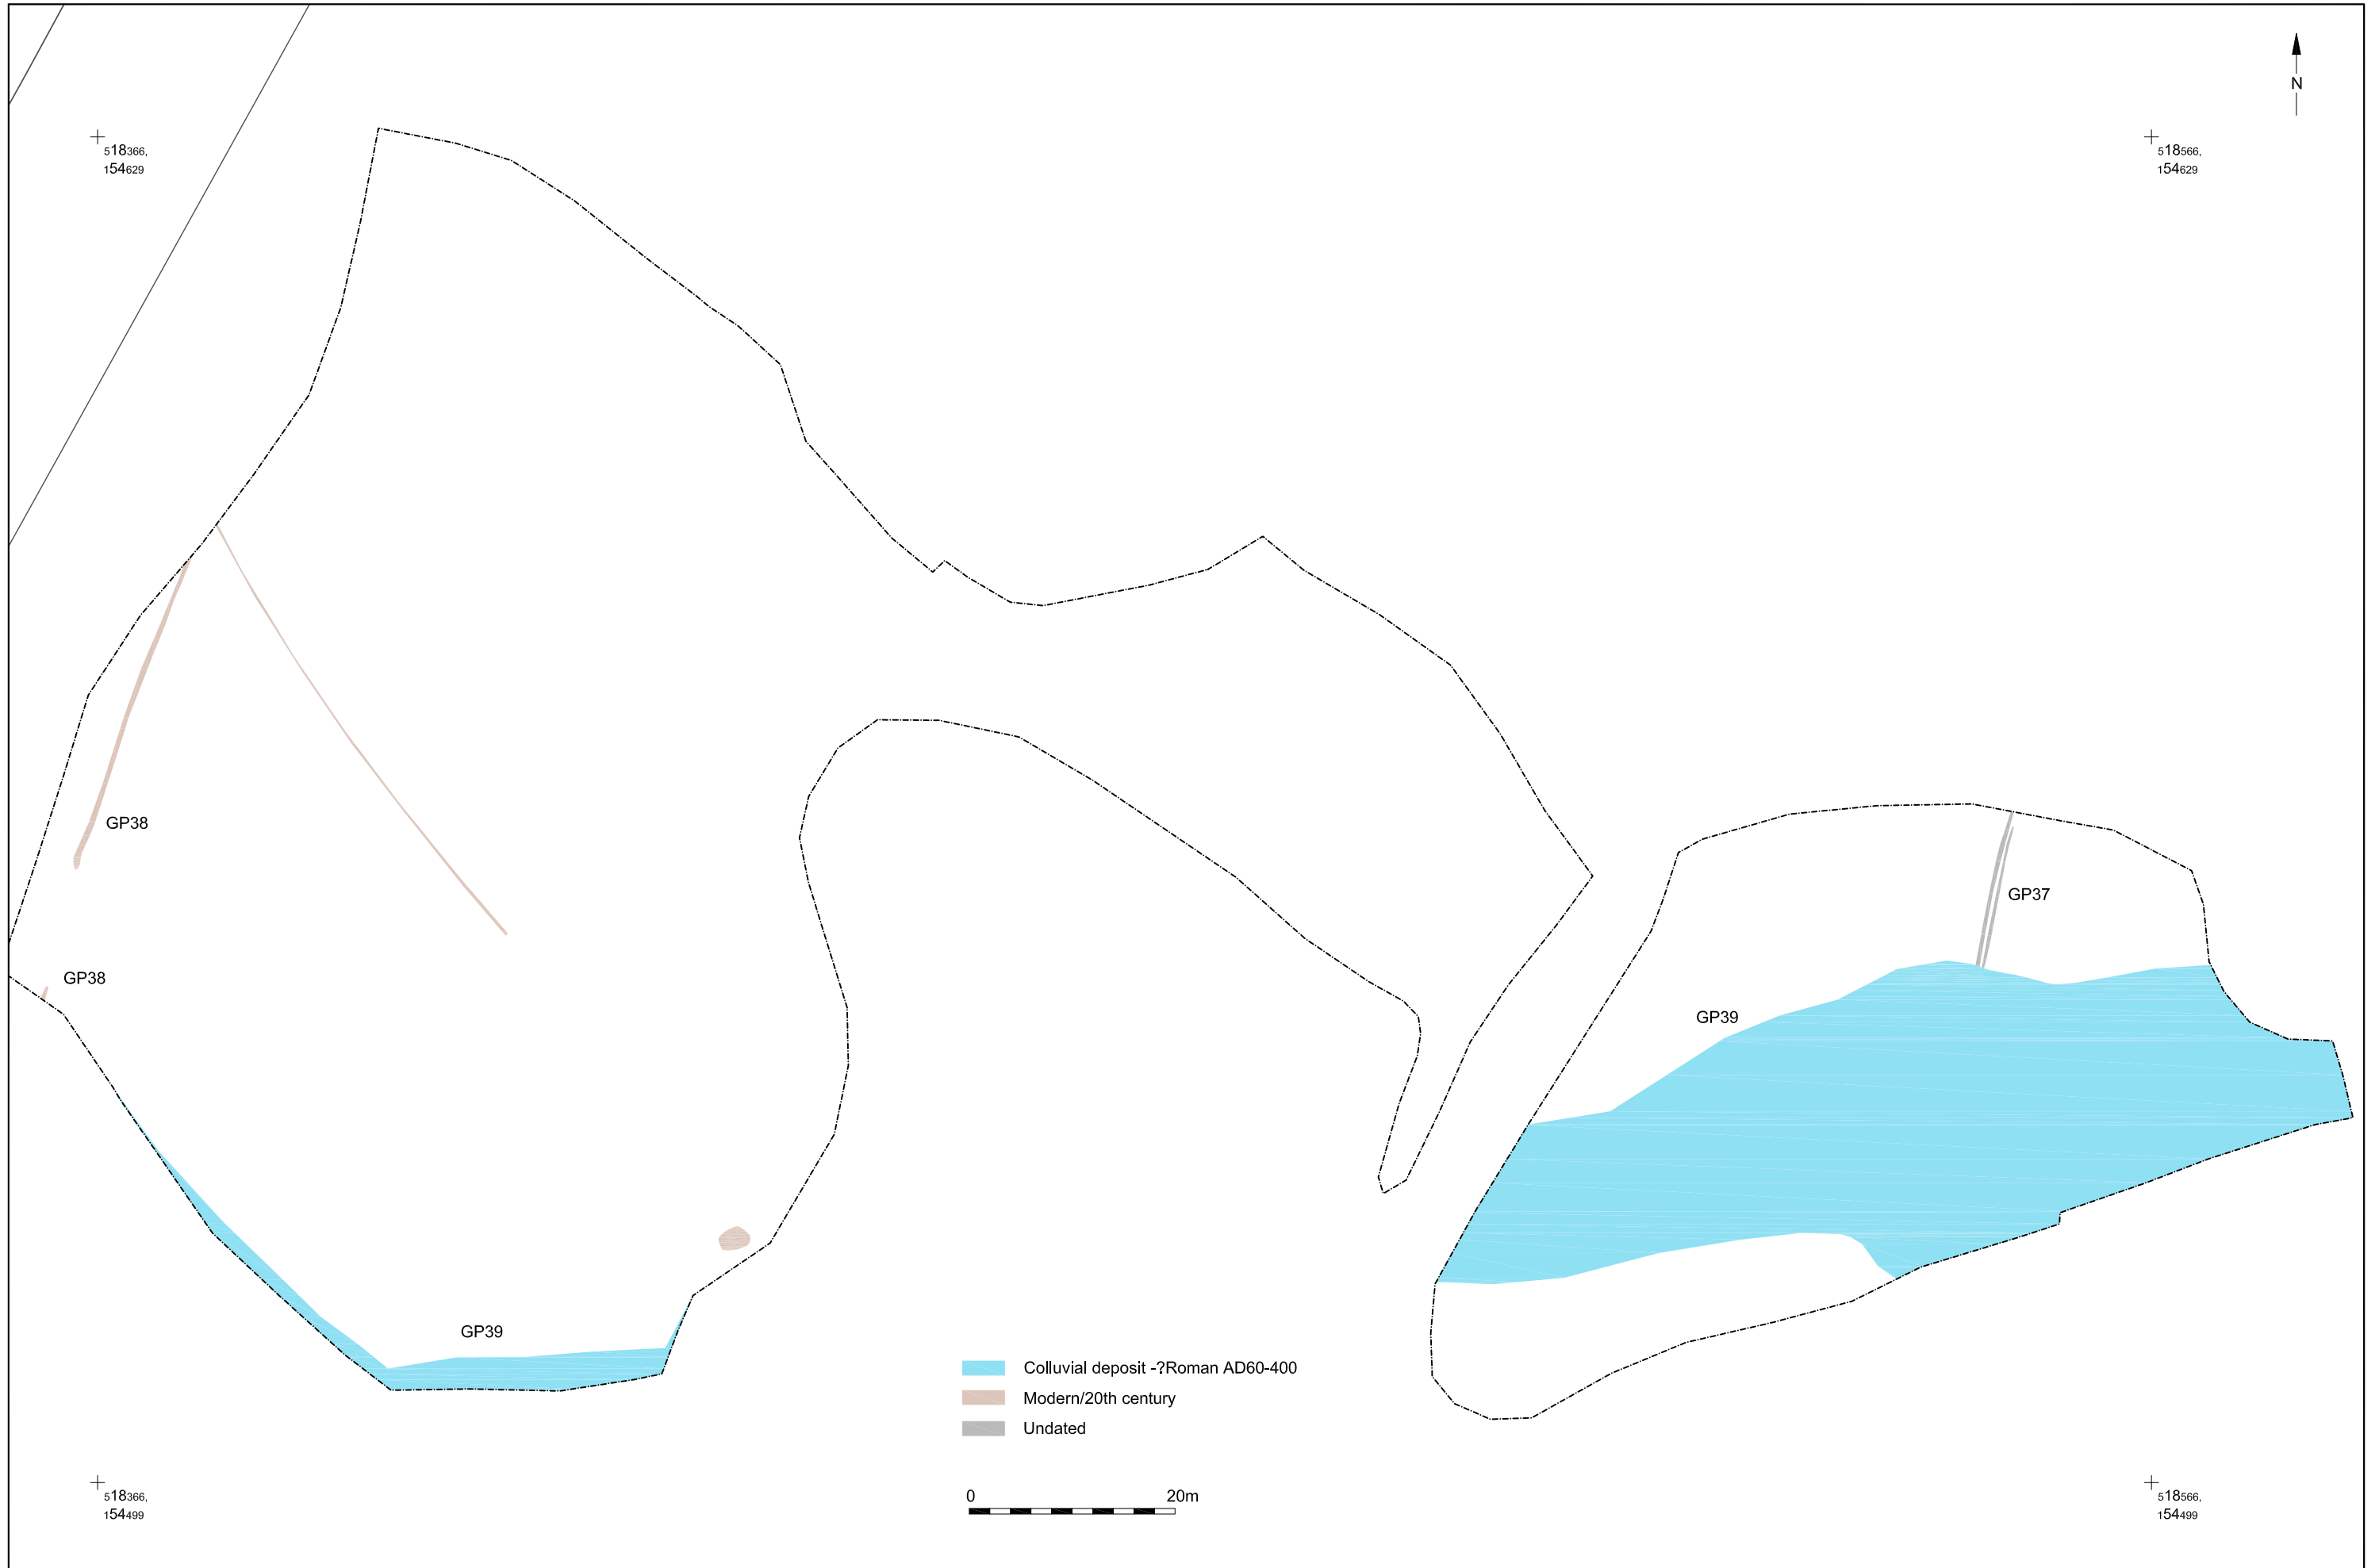 N
518366,
154629
518566,
154629
GP38
GP37
GP38
GP39
GP39
Colluvial deposit -?Roman AD60-400
Modern/20th century
Undated
0 20m
518366,
154499
518566,
154499